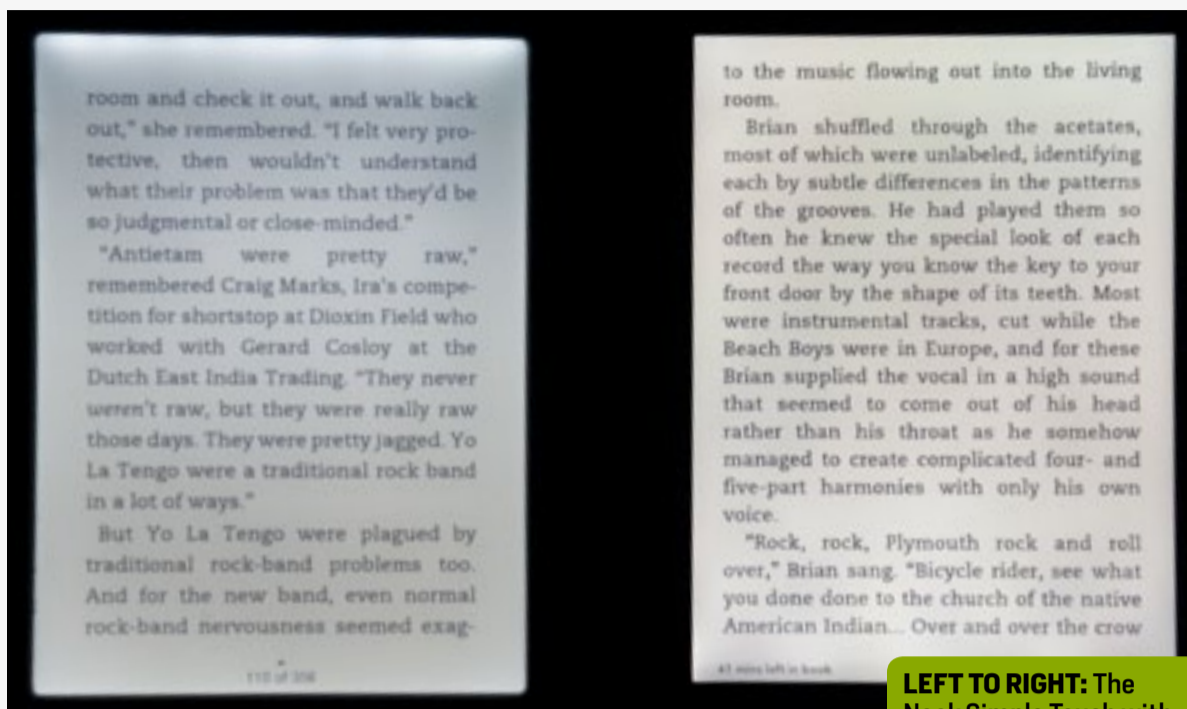 room and check it out, and walk back
out,” she remembered. “I felt very pro-
tective, then wouldn't understand
what their problem was that they'd be
so judgmental or close-minded.”
“Antietam were pretty raw,”
remembered Craig Marks, Ira's compe-
tition for shortstop at Dioxin Field who
worked with Gerard Cosloy at the
Dutch East India Trading. “They never
weren't raw, but they were really raw
those days. They were pretty jagged. Yo
La Tengo were a traditional rock band
in a lot of ways.”
But Yo La Tengo were plagued by
traditional rock-band problems too.
And for the new band, even normal
rock-band nervousness seemed exag-
to the music flowing out into the living
room.
Brian shuffled through the acetates,
most of which were unlabeled, identifying
each by subtle differences in the patterns
of the grooves. He had played them so
often he knew the special look of each
record the way you know the key to your
front door by the shape of its teeth. Most
were instrumental tracks, cut while the
Beach Boys were in Europe, and for these
Brian supplied the vocal in a high sound
that seemed to come out of his head
rather than his throat as he somehow
managed to create complicated four- and
five-part harmonies with only his own
voice.
“Rock, rock, Plymouth rock and roll
over,” Brian sang. “Bicycle rider, see what
you done done to the church of the native
American Indian... Over and over the crow
mins left in book
LEFT TO RIGHT: The